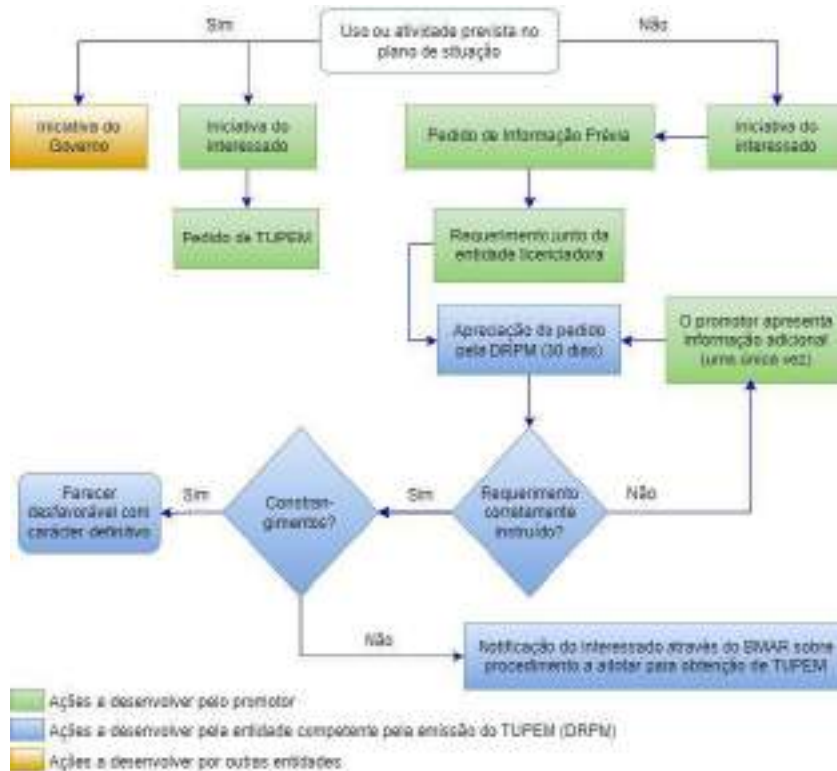 Uso ou atividade prevista no
plano de situação
Sim
Não
Iniciativa do
Governo
Iniciativa do
interessado
Pedido de Informação Prévia
Iniciativa do
interessado
Pedido de TUPEM
Requerimento junto da
entidade licenciadora
Apreciação do pedido
pela DRPM (30 dias)
O promotor apresenta
informação adicional
(uma única vez)
Parecer
desfavorável com
carácter definitivo
Sim
Constran-
gimentos?
Sim
Requerimento
corretamente
instruído?
Não
Não
Notificação do interessado através do BMAR sobre
procedimento a adotar para obtenção de TUPEM
Ações a desenvolver pelo promotor
Ações a desenvolver pela entidade competente pela emissão do TUPEM (DRPM)
Ações a desenvolver por outras entidades